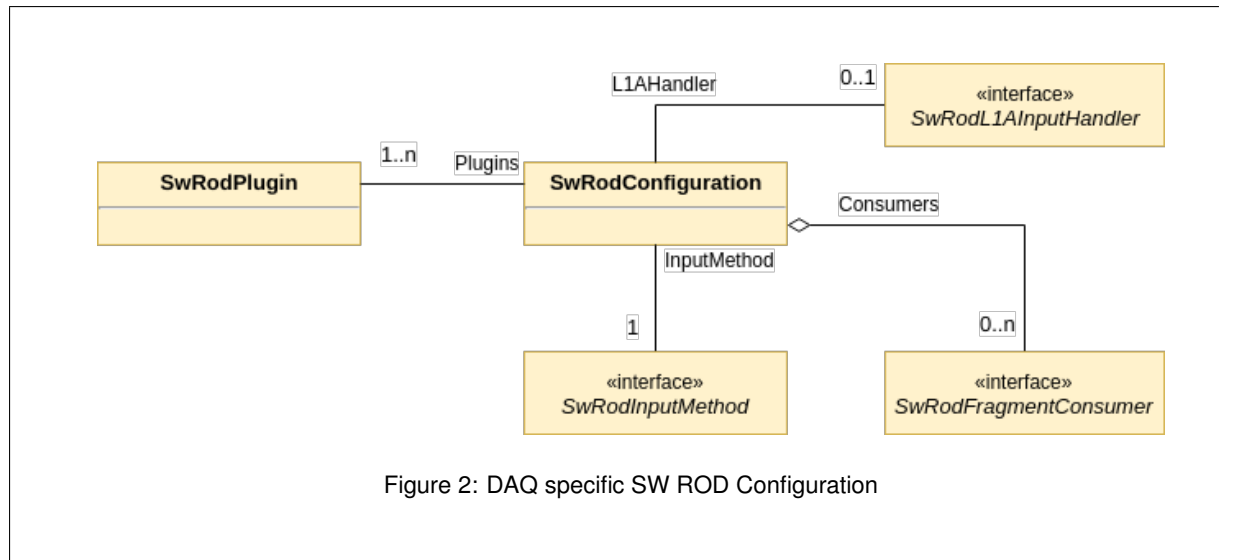 L1AHandler
0..1
«interface»
SwRodL1AInputHandler
1..n
Plugins
SwRodPlugin
SwRodConfiguration
Consumers
InputMethod
1
0..n
«interface»
SwRodInputMethod
«interface»
SwRodFragmentConsumer
Figure 2: DAQ specific SW ROD Configuration